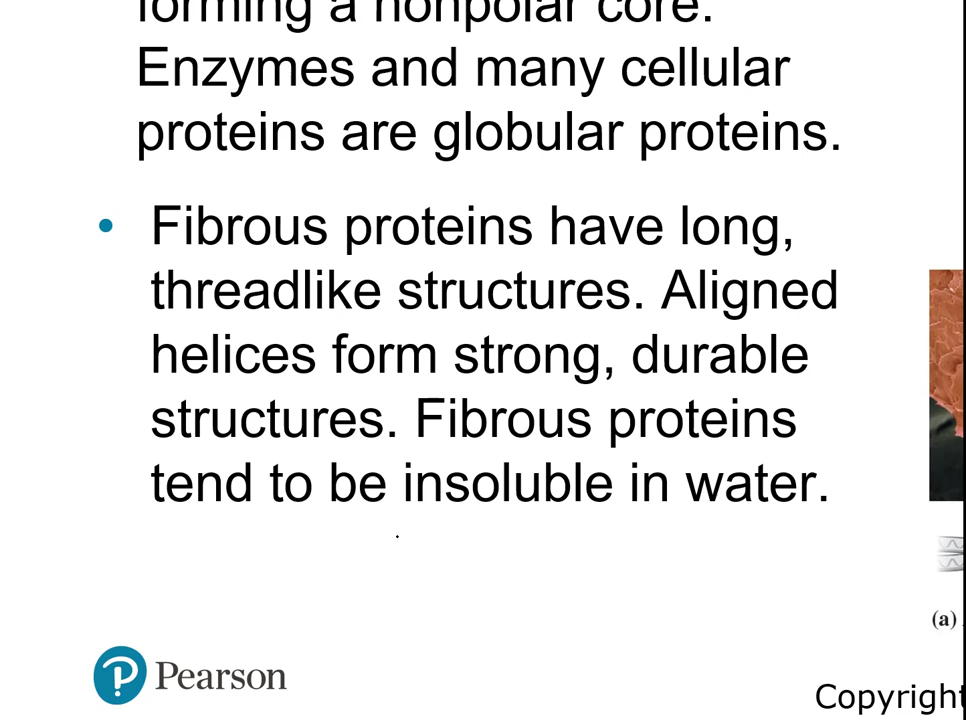 forming a nonpolar core.
Enzymes and many cellular
proteins are globular proteins.
• Fibrous proteins have long,
threadlike structures. Aligned
helices form strong, durable
structures. Fibrous proteins
tend to be insoluble in water.
(a)
Pearson
Copyright